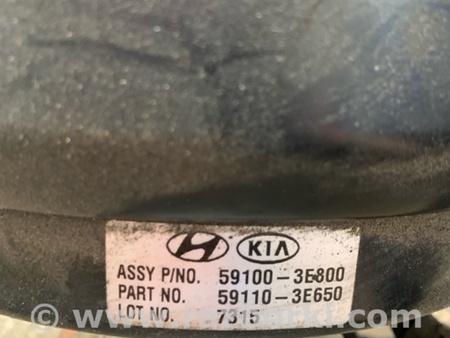 KIA
ASSY P/NO. 59100-3E800
PART NO. 59110-3E650
LOT NO. 7315